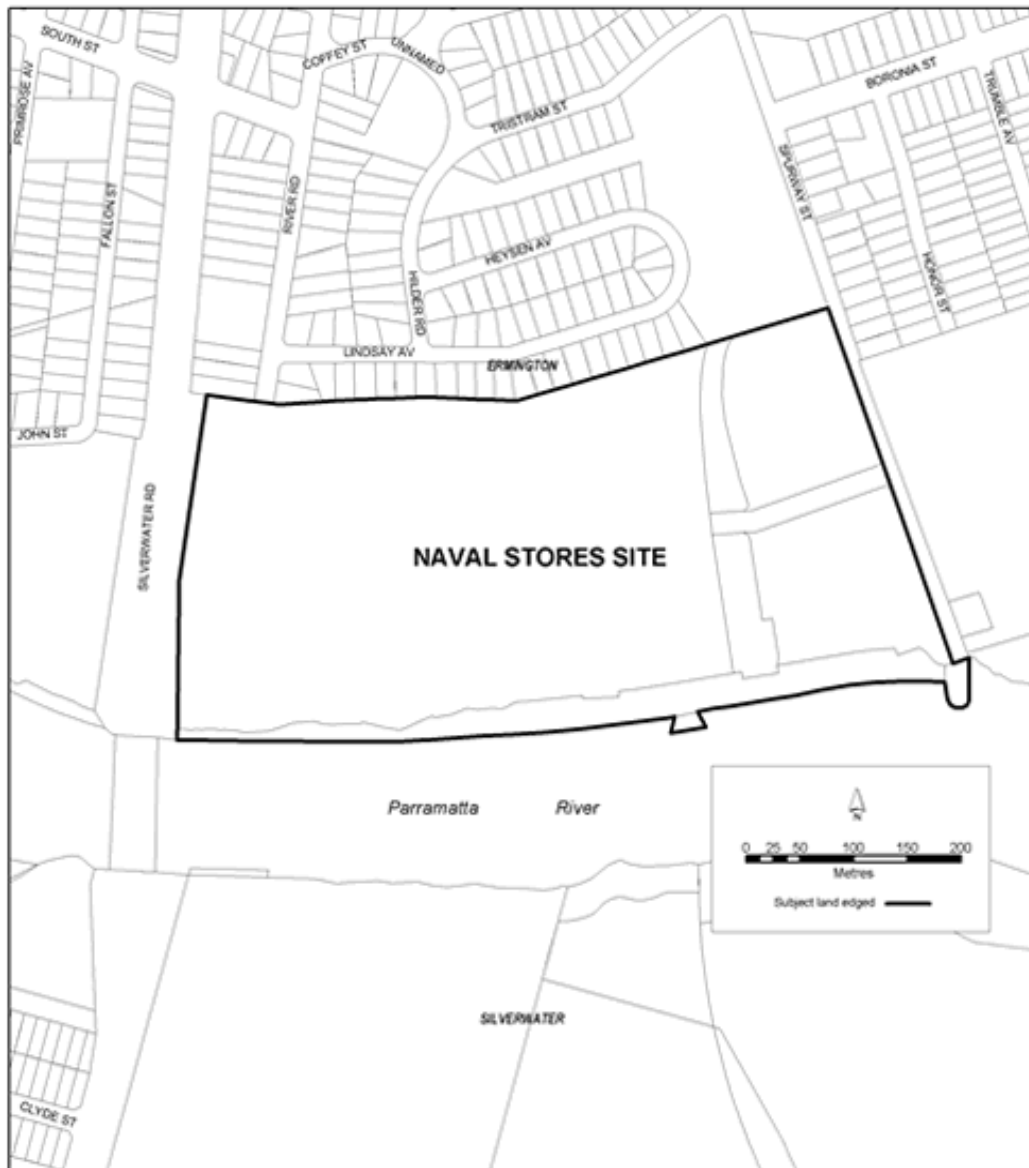 SOUTH ST
COFFEY ST
UNNAMED
BORONIA ST
PRIMROSE AV
TRISTRAM ST
TRUMBLE AV
FALLON ST
RIVER RD
SPURWAY ST
HEYSEN AV
HILDER RD
HONOR ST
LINDSAY AV
ERMINGTON
JOHN ST
SILVERWATER RD
NAVAL STORES SITE
Parramatta River
N
0 25 50 100 150 200
Metres
Subject land edged
SILVERWATER
CLYDE ST